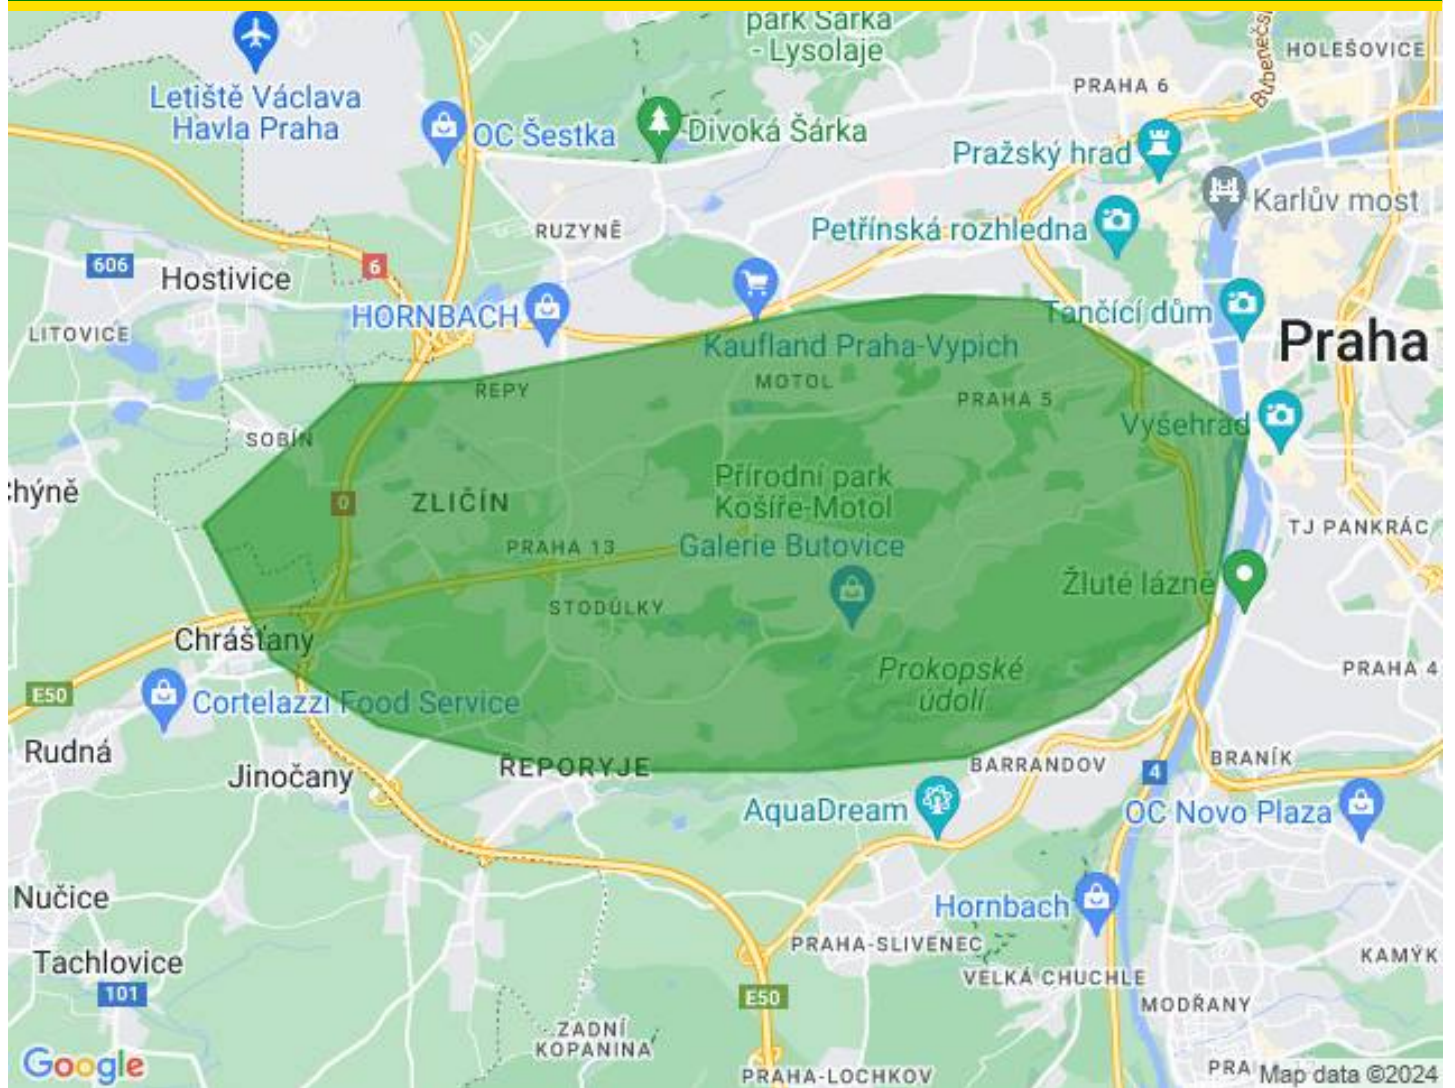 park Šárka
- Lysolaje
HOLEŠOVICE
Bubenečsk
PRAHA 6
Letiště Václava
Havla Praha
OC Šestka
Divoká Šárka
Pražský hrad
Karlův most
RUZYNĚ
Petřínská rozhledna
606
6
Hostivice
HORNBACH
Tančící dům
LITOVICE
Kaufland Praha-Vypich
Praha
ŘEPY
MOTOL
PRAHA 5
SOBÍN
Vyšehrad
Přírodní park
Košíře-Motol
chýně
0
ZLIČÍN
TJ PANKRÁC
PRAHA 13
Galerie Butovice
Žluté lázně
STODŮLKY
Chrášťany
Prokopské
údolí
PRAHA 4
E50
Cortelazzi Food Service
Rudná
Jinočany
ŘEPORYJE
BARRANDOV
4
BRANÍK
AquaDream
OC Novo Plaza
Nučice
Hornbach
PRAHA-SLIVENEC
KAMÝK
Tachlovice
VELKÁ CHUCHLE
101
E50
MODŘANY
ZADNÍ
KOPANINA
Google
PRAHA-LOCHKOV
PRA
Map data ©2024